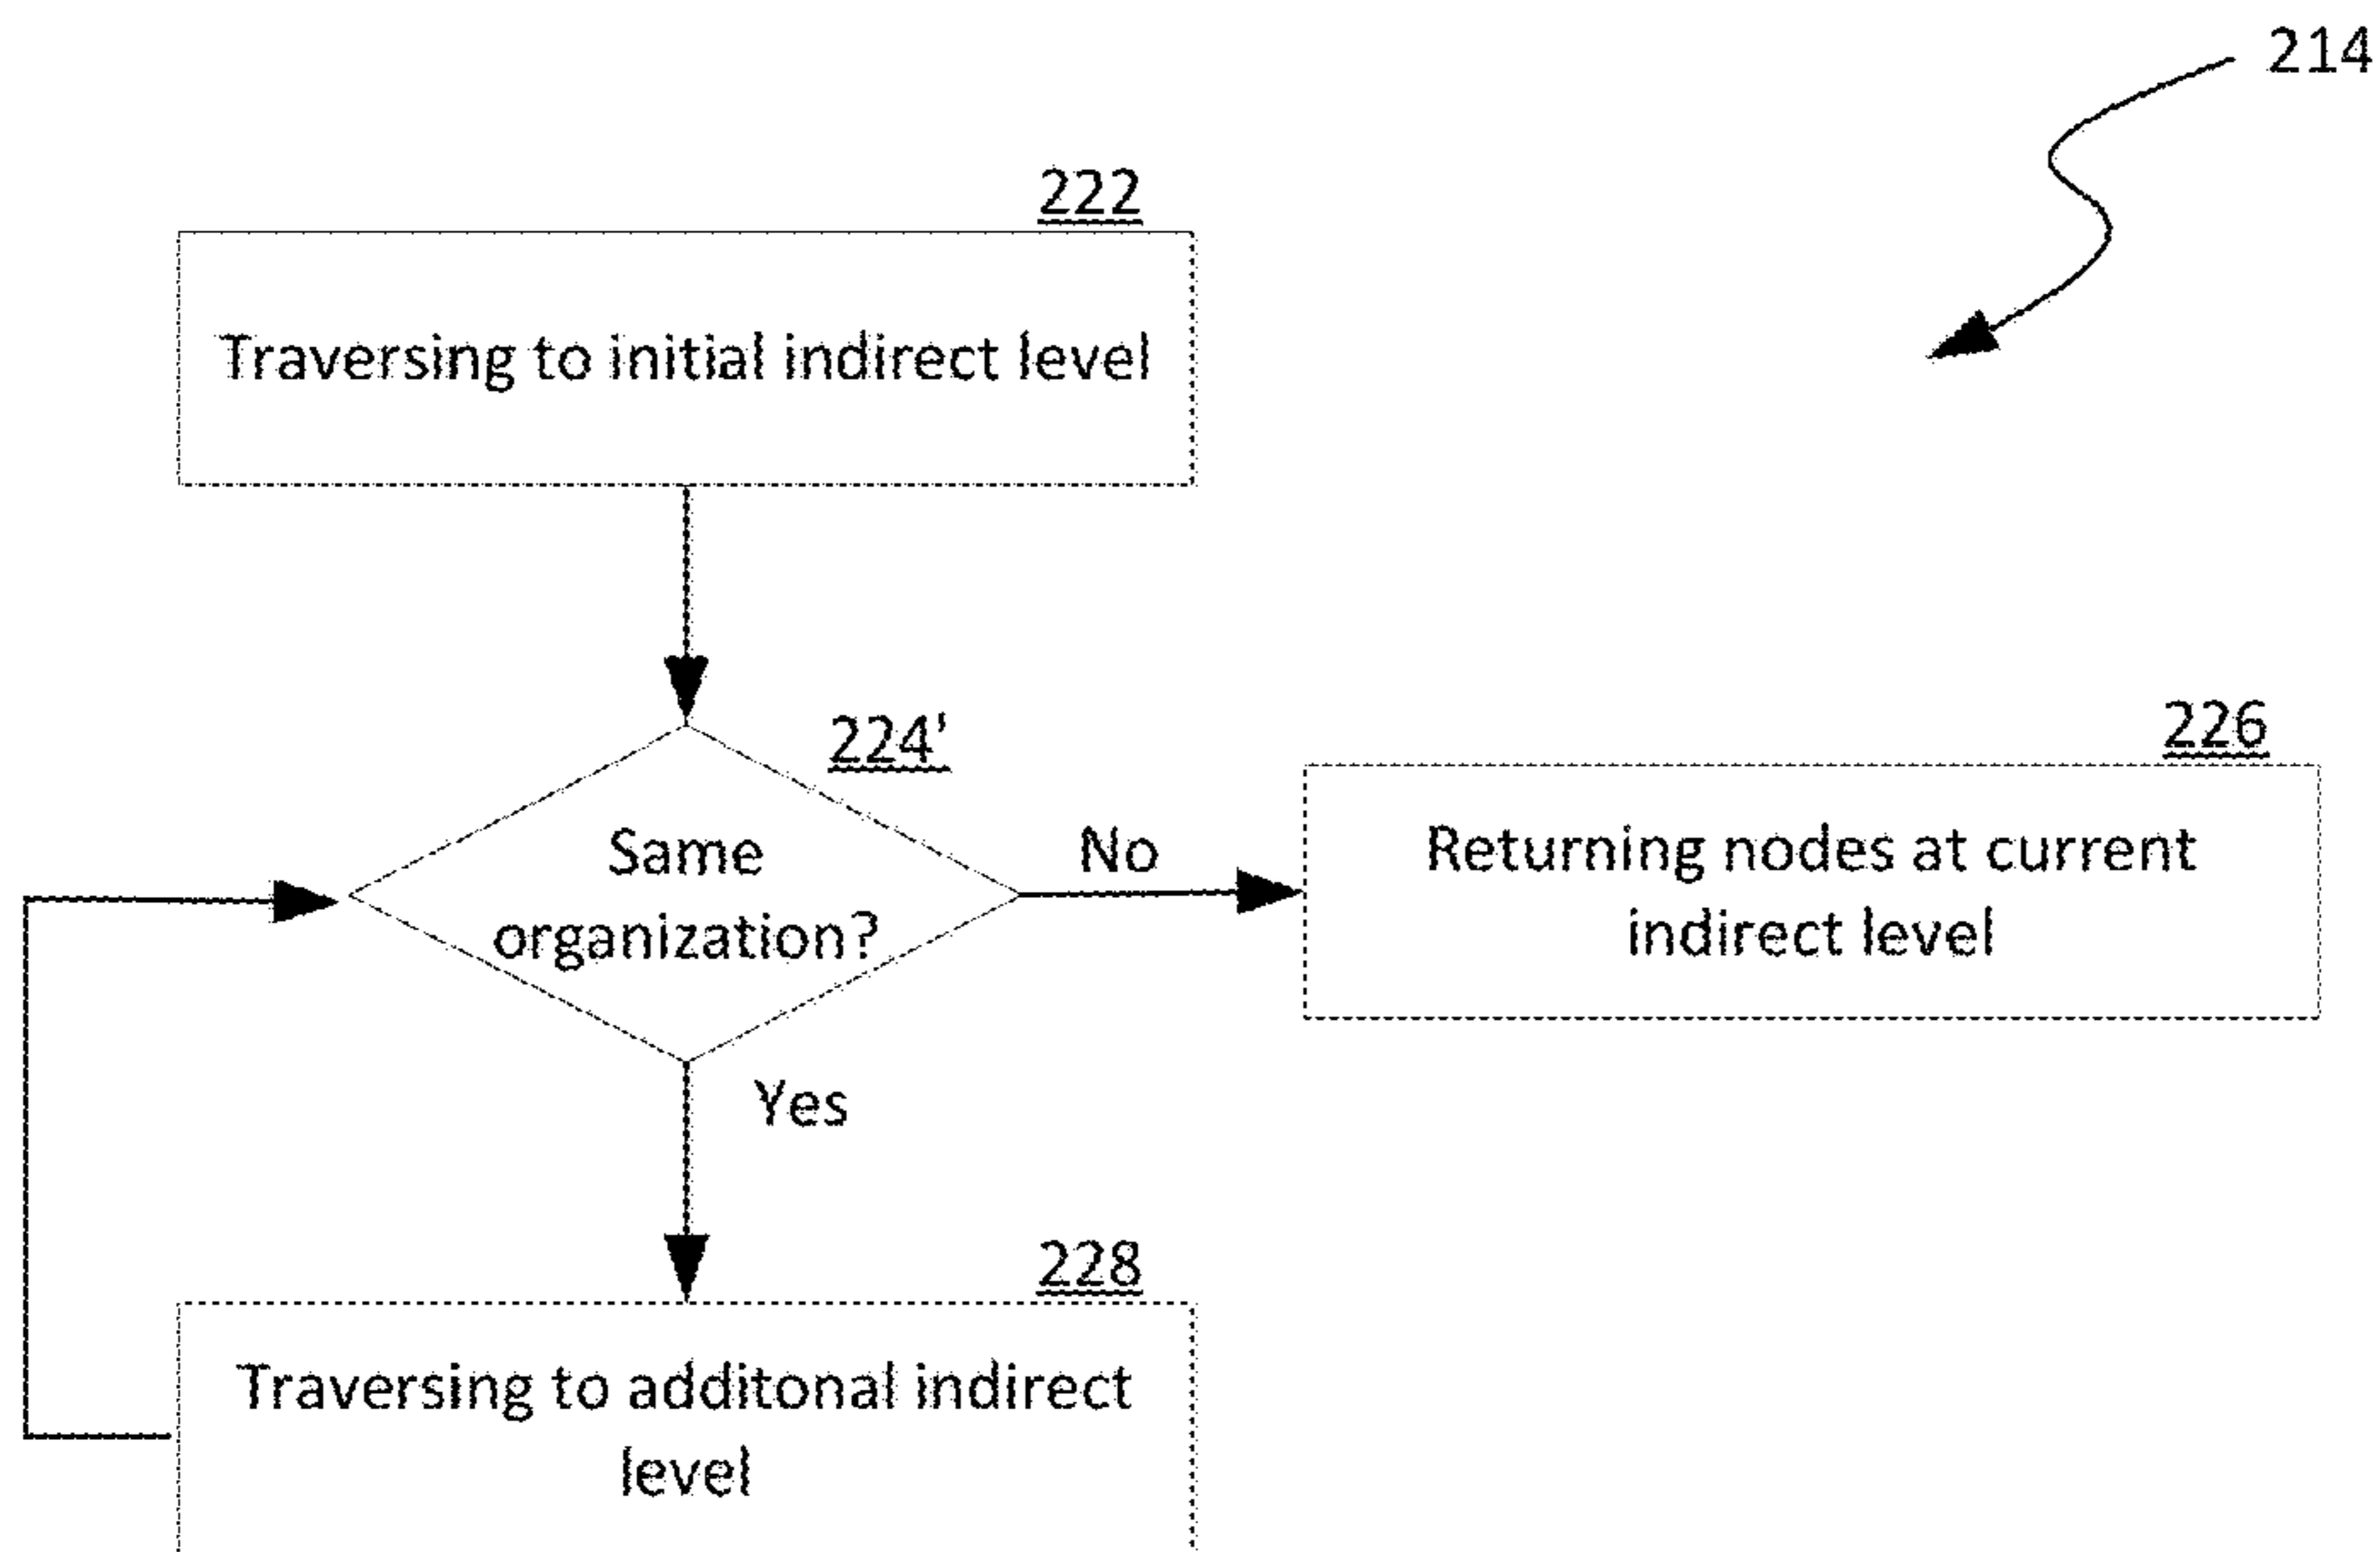 214
222
Traversing to initial indirect level
224'
Same
organization?
No
226
Returning nodes at current
indirect level
Yes
228
Traversing to additonal indirect
level